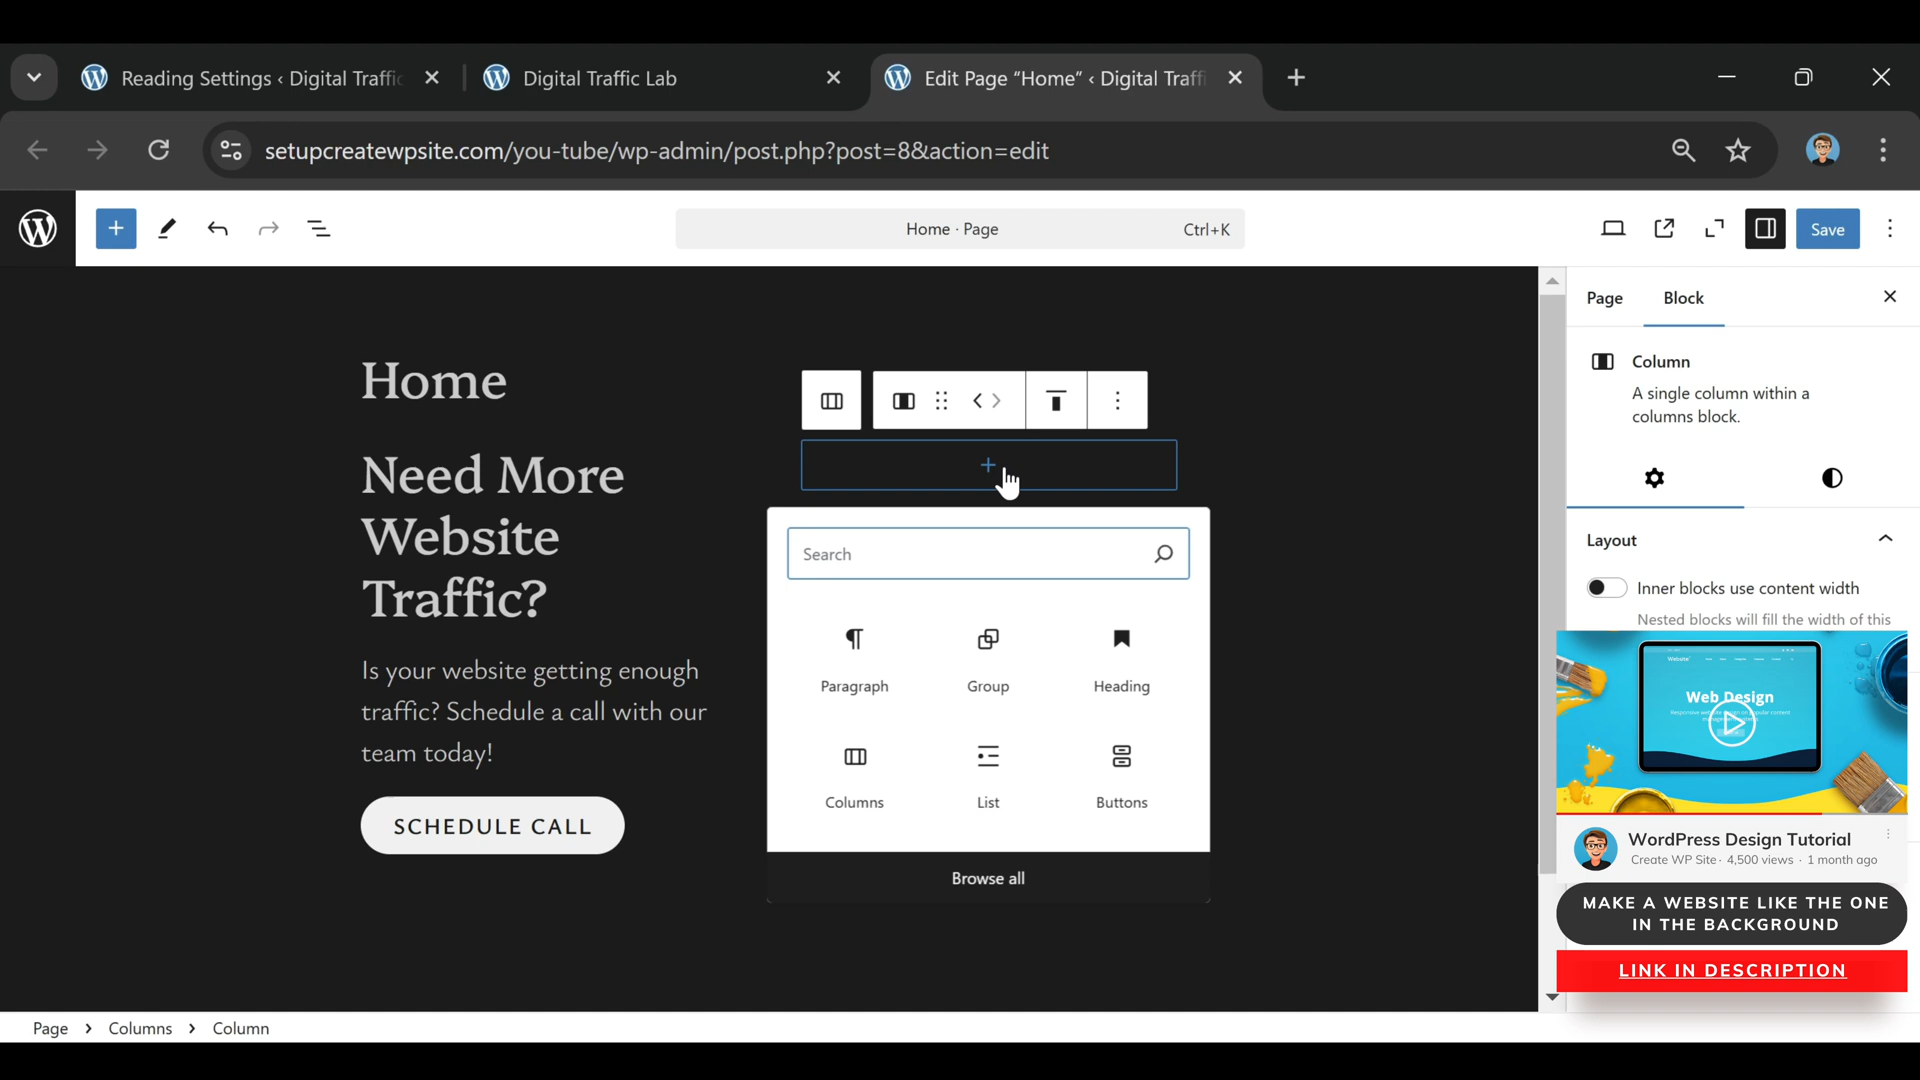 Reading Settings ‹ Digital Traffic
Digital Traffic Lab
Edit Page “Home” ‹ Digital Traffi
setupcreatewpsite.com/you-tube/wp-admin/post.php?post=8&action=edit
Home · Page
Ctrl+K
Save
Page
Block
Column
A single column within a
columns block.
Layout
Inner blocks use content width
Nested blocks will fill the width of this
Home
Need More
Website
Traffic?
Is your website getting enough
traffic? Schedule a call with our
team today!
SCHEDULE CALL
Search
Paragraph
Group
Heading
Columns
List
Buttons
Browse all
Website
Web Design
WordPress Design Tutorial
Create WP Site · 4,500 views · 1 month ago
MAKE A WEBSITE LIKE THE ONE
IN THE BACKGROUND
LINK IN DESCRIPTION
Page › Columns › Column